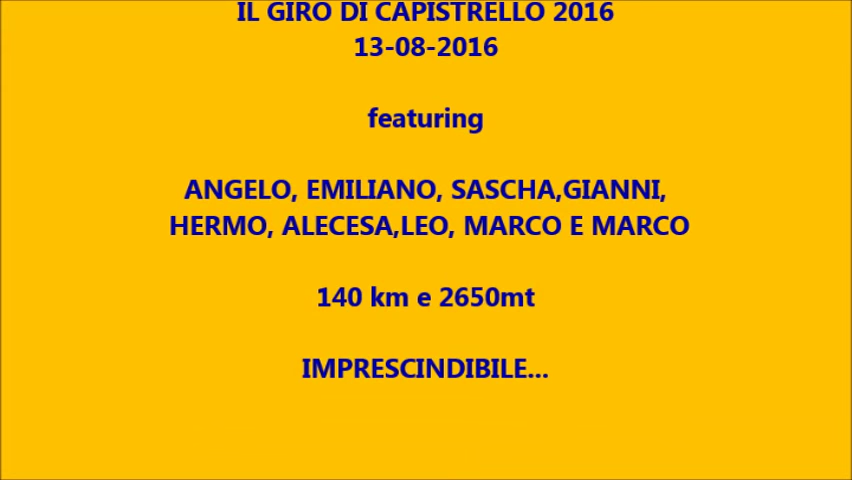 IL GIRO DI CAPISTRELLO 2016
13-08-2016
featuring
ANGELO, EMILIANO, SASCHA,GIANNI,
HERMO, ALECESA,LEO, MARCO E MARCO
140 km e 2650mt
IMPRESCINDIBILE...